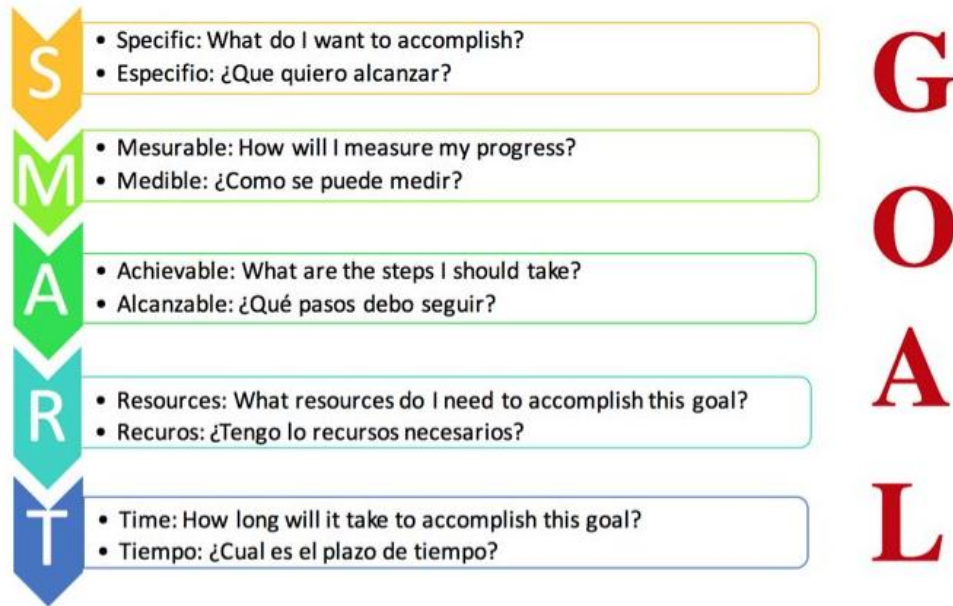 S
• Specific: What do I want to accomplish?
• Especifio: ¿Que quiero alcanzar?
M
• Mesurable: How will I measure my progress?
• Medible: ¿Como se puede medir?
A
• Achievable: What are the steps I should take?
• Alcanzable: ¿Qué pasos debo seguir?
R
• Resources: What resources do I need to accomplish this goal?
• Recuros: ¿Tengo lo recursos necesarios?
T
• Time: How long will it take to accomplish this goal?
• Tiempo: ¿Cual es el plazo de tiempo?
G
O
A
L